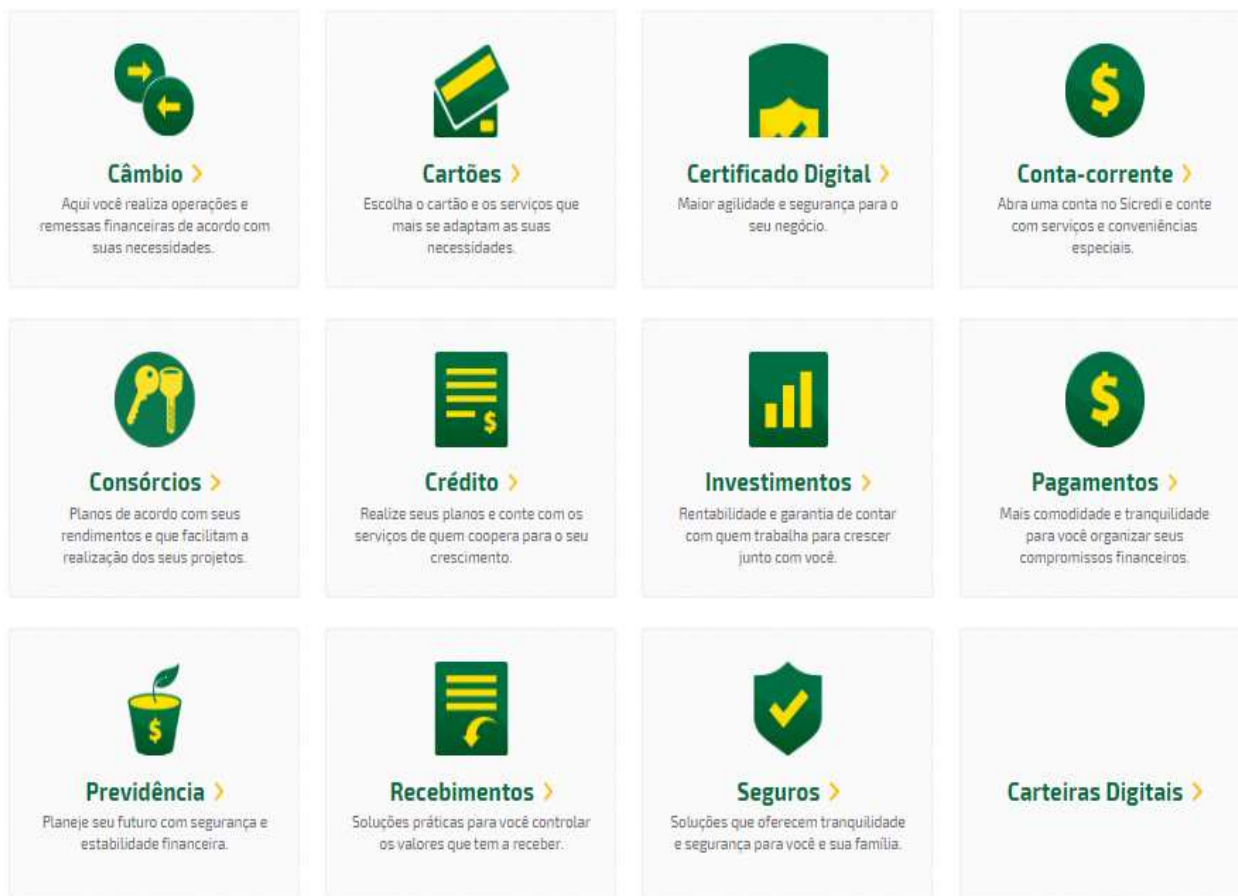 Câmbio >
Aqui você realiza operações e
remessas financeiras de acordo com
suas necessidades.
Cartões >
Escolha o cartão e os serviços que
mais se adaptam as suas
necessidades.
Certificado Digital >
Maior agilidade e segurança para o
seu negócio.
$
Conta-corrente >
Abra uma conta no Sicredi e conte
com serviços e conveniências
especiais.
Consórcios >
Planos de acordo com seus
rendimentos e que facilitam a
realização dos seus projetos.
$
Crédito >
Realize seus planos e conte com os
serviços de quem coopera para o seu
crescimento.
Investimentos >
Rentabilidade e garantia de contar
com quem trabalha para crescer
junto com você.
$
Pagamentos >
Mais comodidade e tranquilidade
para você organizar seus
compromissos financeiros.
$
Previdência >
Planeje seu futuro com segurança e
estabilidade financeira.
Recebimentos >
Soluções práticas para você controlar
os valores que tem a receber.
Seguros >
Soluções que oferecem tranquilidade
e segurança para você e sua família.
Carteiras Digitais >